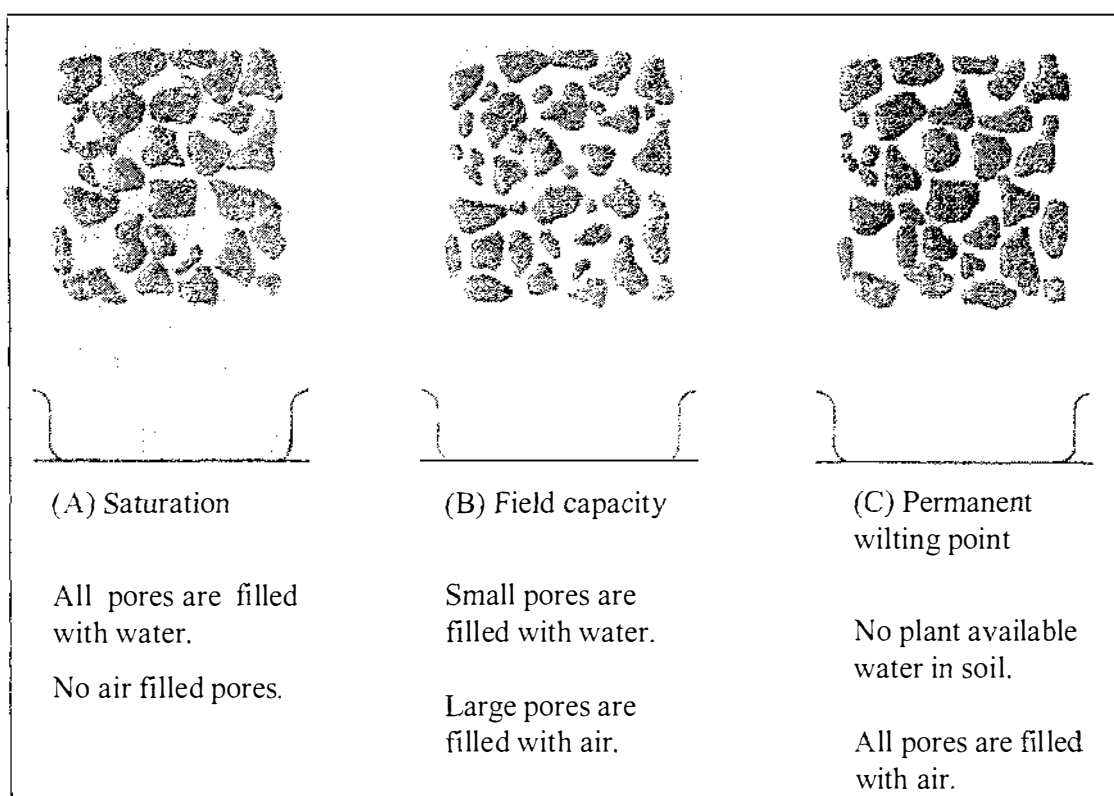 (A) Saturation
All pores are filled
with water.
No air filled pores.
(B) Field capacity
Small pores are
filled with water.
Large pores are
filled with air.
(C) Permanent
wilting point
No plant available
water in soil.
All pores are filled
with air.